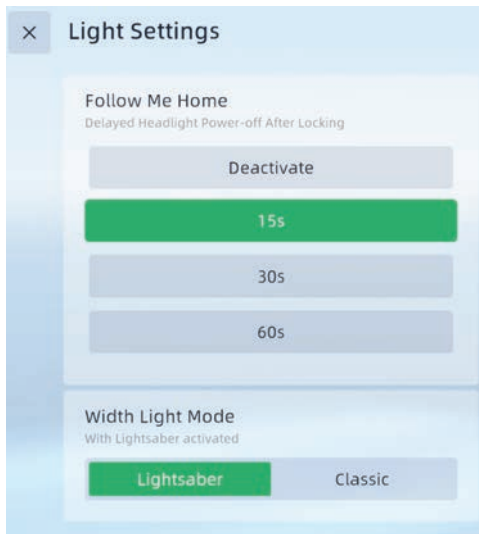 Light Settings
Follow Me Home
Delayed Headlight Power-off After Locking
Deactivate
15s
30s
60s
Width Light Mode
With Lightsaber activated
Lightsaber Classic